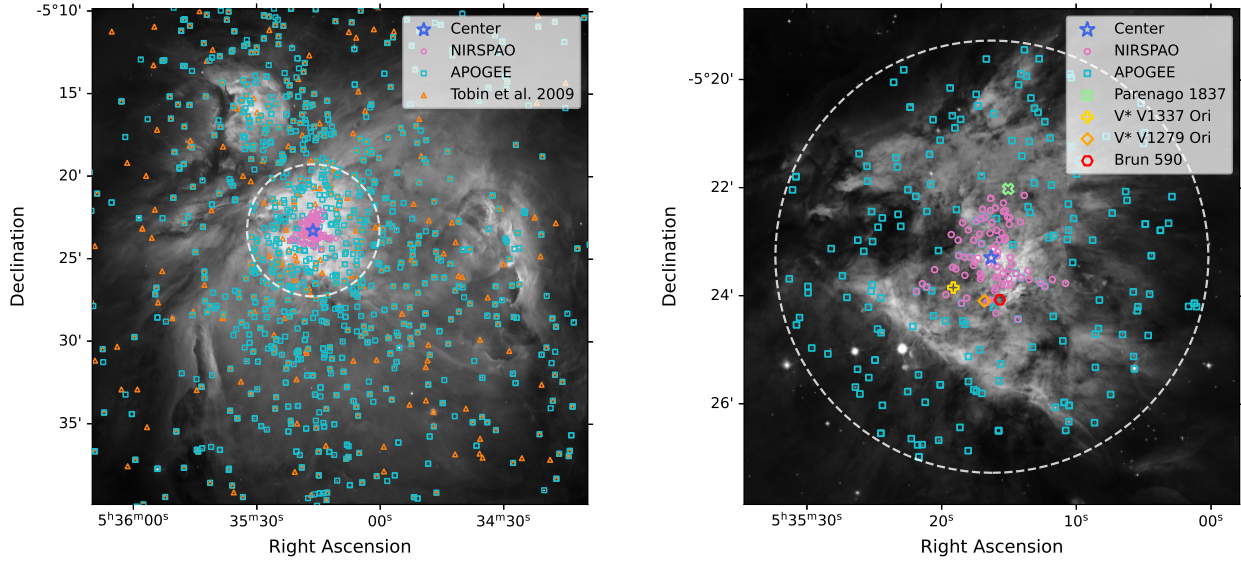 Center
NIRSPAO
APOGEE
Tobin et al. 2009
-5°10'
15'
20'
25'
30'
35'
Declination
5ʰ36ᵐ00ˢ
35ᵐ30ˢ
00ˢ
34ᵐ30ˢ
Right Ascension
Center
NIRSPAO
APOGEE
Parenago 1837
V* V1337 Ori
V* V1279 Ori
Brun 590
-5°20'
22'
24'
26'
Declination
5ʰ35ᵐ30ˢ
20ˢ
10ˢ
00ˢ
Right Ascension